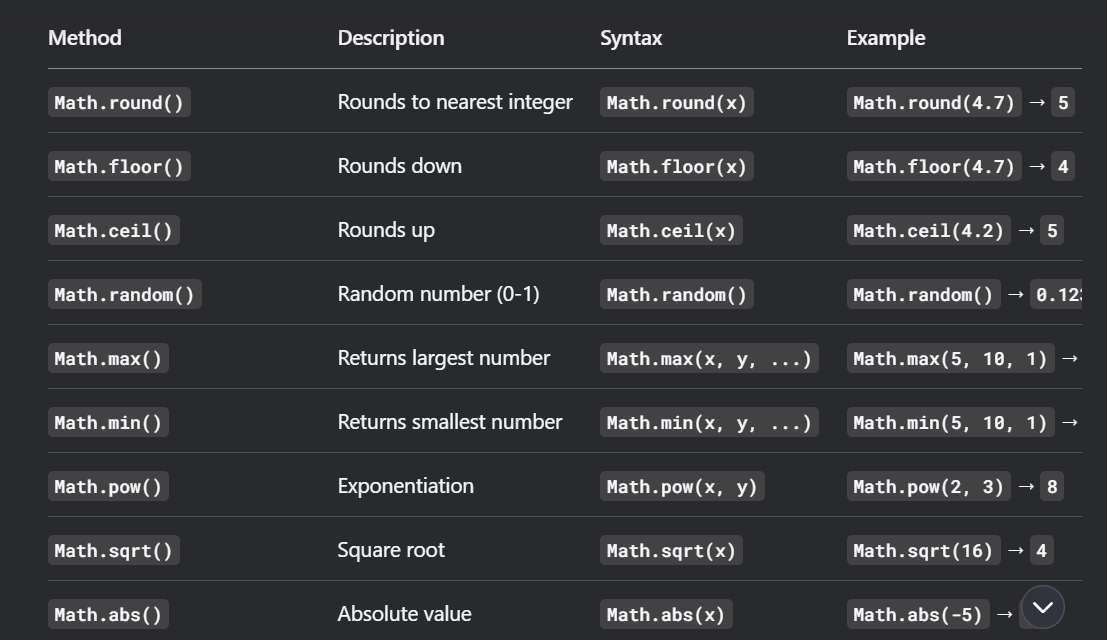 Method Description Syntax Example
Math.round() Rounds to nearest integer Math.round(x) Math.round(4.7) → 5
Math.floor() Rounds down Math.floor(x) Math.floor(4.7) → 4
Math.ceil() Rounds up Math.ceil(x) Math.ceil(4.2) → 5
Math.random() Random number (0-1) Math.random() Math.random() → 0.12
Math.max() Returns largest number Math.max(x, y, ...) Math.max(5, 10, 1) →
Math.min() Returns smallest number Math.min(x, y, ...) Math.min(5, 10, 1) →
Math.pow() Exponentiation Math.pow(x, y) Math.pow(2, 3) → 8
Math.sqrt() Square root Math.sqrt(x) Math.sqrt(16) → 4
Math.abs() Absolute value Math.abs(x) Math.abs(-5) →